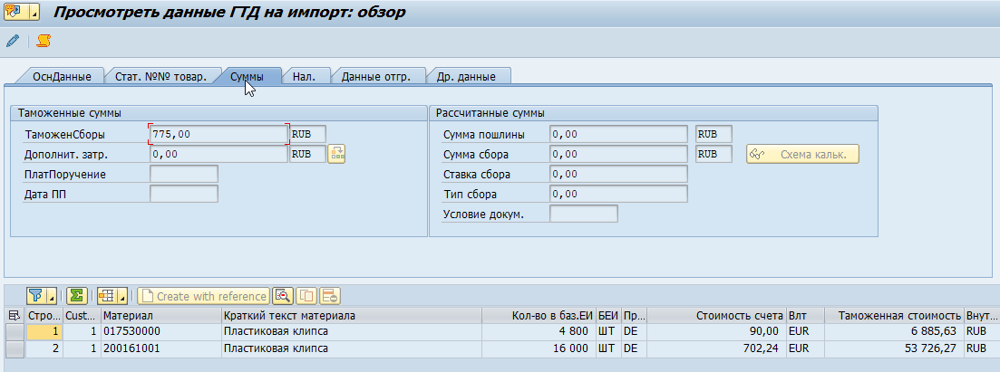 Просмотреть данные ГТД на импорт: обзор
ОснДанные Стат. №№ товар. Суммы Нал. Данные отгр. Др. данные
Таможенные суммы
ТаможенСборы 775,00 RUB
Дополнит. затр. 0,00 RUB
ПлатПоручение
Дата ПП
Рассчитанные суммы
Сумма пошлины 0,00 RUB
Сумма сбора 0,00 RUB Схема кальк.
Ставка сбора 0,00
Тип сбора 0,00
Условие докум.
Create with reference
Стро... Cust... Материал Краткий текст материала Кол-во в баз.ЕИ БЕИ Пр... Стоимость счета Влт Таможенная стоимость Внут...
1 1 017530000 Пластиковая клипса 4 800 ШТ DE 90,00 EUR 6 885,63 RUB
2 1 200161001 Пластиковая клипса 16 000 ШТ DE 702,24 EUR 53 726,27 RUB